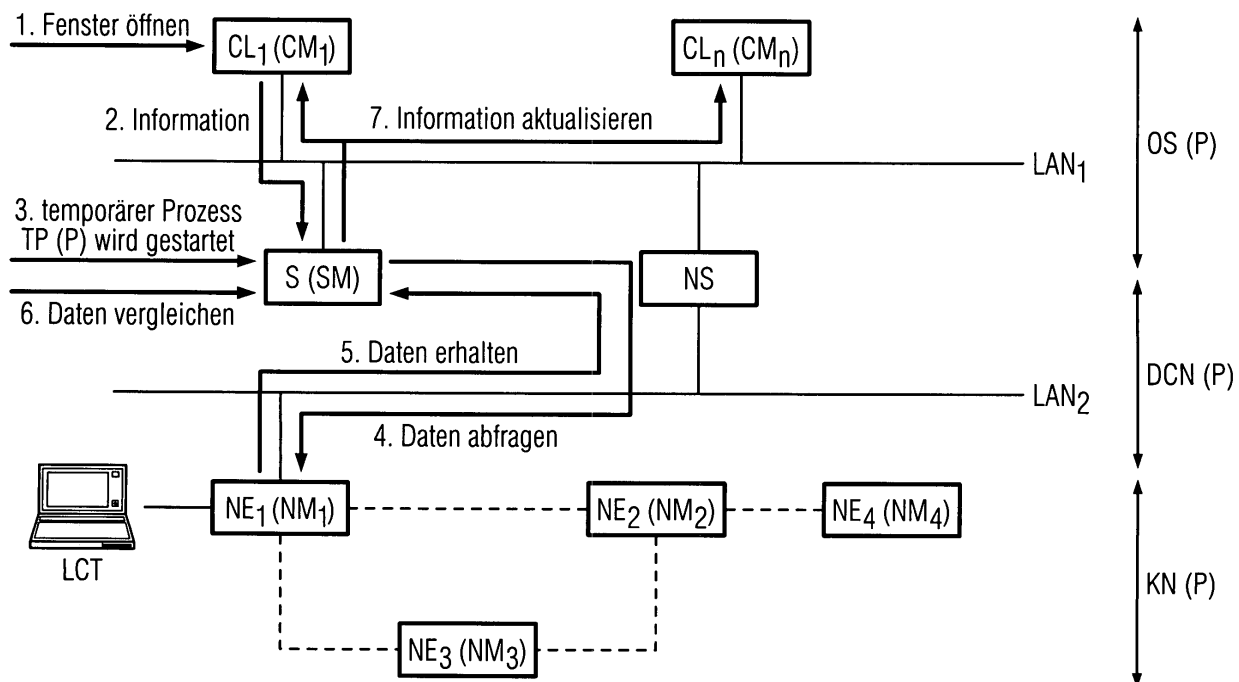 1. Fenster öffnen
CL1 (CM1)
CLn (CMn)
2. Information
7. Information aktualisieren
OS (P)
LAN1
3. temporärer Prozess
TP (P) wird gestartet
S (SM)
NS
6. Daten vergleichen
5. Daten erhalten
DCN (P)
LAN2
4. Daten abfragen
NE1 (NM1)
NE2 (NM2)
NE4 (NM4)
LCT
KN (P)
NE3 (NM3)